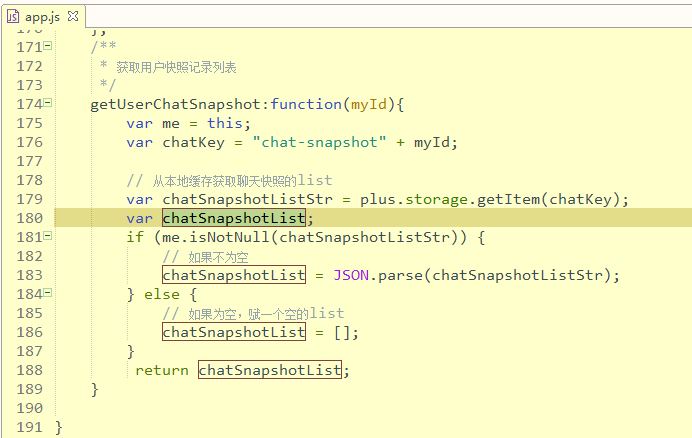 app.js
170 },
171 /**
172 * 获取用户快照记录列表
173 */
174 getUserChatSnapshot:function(myId){
175 var me = this;
176 var chatKey = "chat-snapshot" + myId;
177
178 // 从本地缓存获取聊天快照的list
179 var chatSnapshotListStr = plus.storage.getItem(chatKey);
180 var chatSnapshotList;
181 if (me.isNotNull(chatSnapshotListStr)) {
182 // 如果不为空
183 chatSnapshotList = JSON.parse(chatSnapshotListStr);
184 } else {
185 // 如果为空，赋一个空的list
186 chatSnapshotList = [];
187 }
188 return chatSnapshotList;
189 }
190
191 }